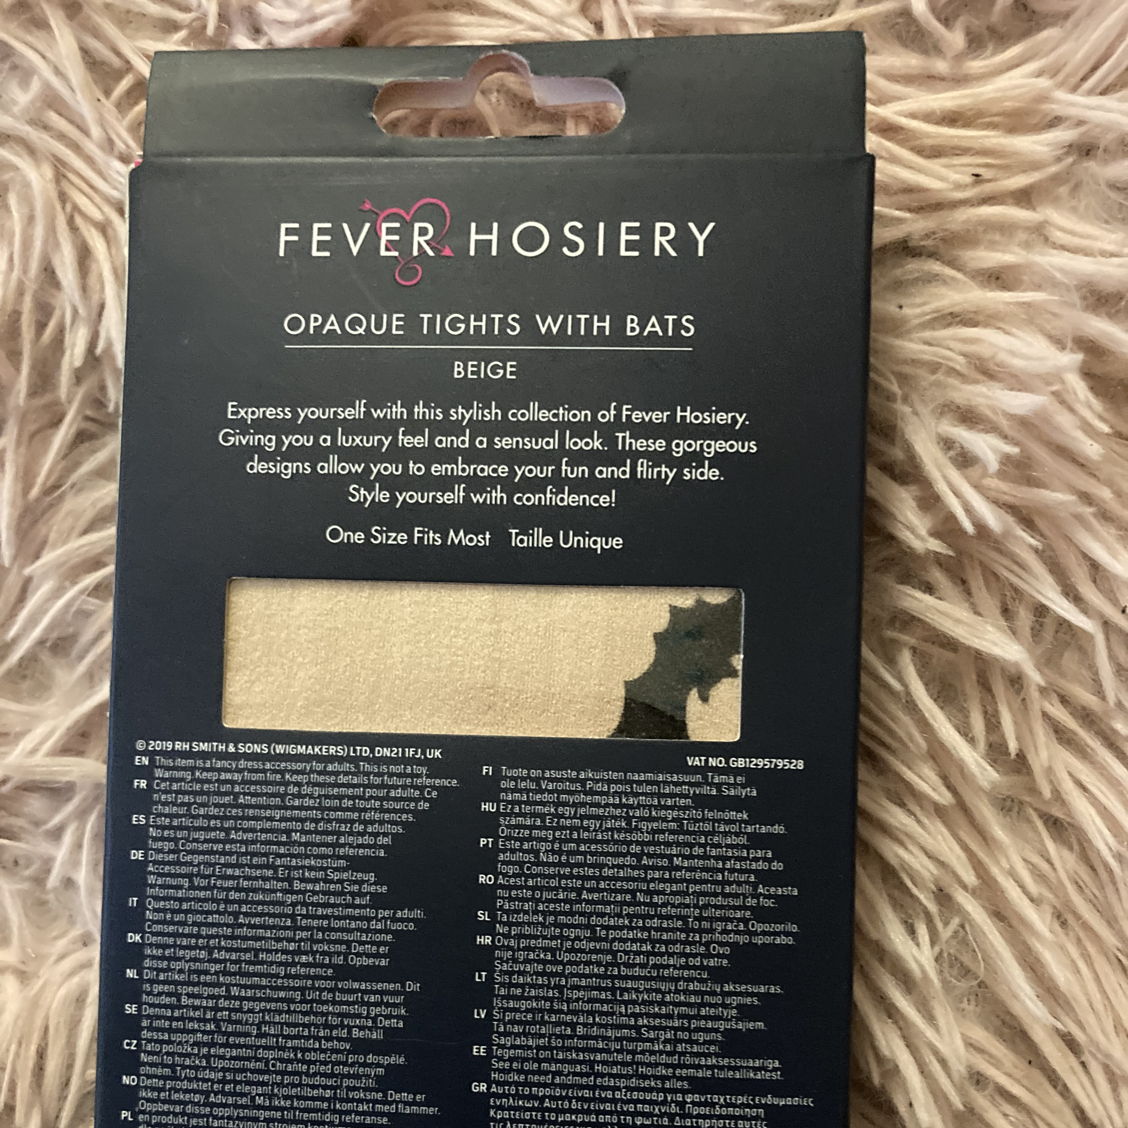 FEVER HOSIERY
OPAQUE TIGHTS WITH BATS
BEIGE
Express yourself with this stylish collection of Fever Hosiery.
Giving you a luxury feel and a sensual look. These gorgeous
designs allow you to embrace your fun and flirty side.
Style yourself with confidence!
One Size Fits Most Taille Unique
© 2019 RH SMITH & SONS (WIGMAKERS) LTD, DN21 1FJ, UK
EN This item is a fancy dress accessory for adults. This is not a toy.
Warning. Keep away from fire. Keep these details for future reference.
FR Cet article est un accessoire de déguisement pour adulte. Ce
n'est pas un jouet. Attention. Gardez loin de toute source de
chaleur. Gardez ces renseignements comme références.
ES Este artículo es un complemento de disfraz de adultos.
No es un juguete. Advertencia. Mantener alejado del
fuego. Conserve esta información como referencia.
DE Dieser Gegenstand ist ein Fantasiekostüm-
Accessoire für Erwachsene. Er ist kein Spielzeug.
Warnung. Vor Feuer fernhalten. Bewahren Sie diese
Informationen für den zukünftigen Gebrauch auf.
IT Questo articolo è un accessorio da travestimento per adulti.
Non è un giocattolo. Avvertenza. Tenere lontano dal fuoco.
Conservare queste informazioni per la consultazione.
DK Denne vare er et kostumetilbehør til voksne. Dette er
ikke et legetøj. Advarsel. Holdes væk fra ild. Opbevar
disse oplysninger for fremtidig reference.
NL Dit artikel is een kostuumaccessoire voor volwassenen. Dit
is geen speelgoed. Waarschuwing. Uit de buurt van vuur
houden. Bewaar deze gegevens voor toekomstig gebruik.
SE Denna artikel är ett snyggt klädtillbehör för vuxna. Detta
är inte en leksak. Varning. Håll borta från eld. Behåll
dessa uppgifter för eventuellt framtida behov.
CZ Tato položka je elegantní doplněk k oblečení pro dospělé.
Není to hračka. Upozornění. Chraňte před otevřeným
ohněm. Tyto údaje si uchovejte pro budoucí použití.
NO Dette produktet er et elegant kjoletilbehør til voksne. Dette er
ikke et leketøy. Advarsel. Må ikke komme i kontakt med flammer.
Oppbevar disse opplysningene til fremtidig referanse.
PL en produkt jest fantazyjnym strojem
VAT NO. GB129579528
FI Tuote on asuste aikuisten naamiaisasuun. Tämä ei
ole lelu. Varoitus. Pidä pois tulen lähettyviltä. Säilytä
nämä tiedot myöhempää käyttöä varten.
HU Ez a termék egy jelmezhez való kiegészítő felnőttek
számára. Ez nem egy játék. Figyelem: Tűztől távol tartandó.
Őrizze meg ezt a leírást későbbi referencia céljából.
PT Este artigo é um acessório de vestuário de fantasia para
adultos. Não é um brinquedo. Aviso. Mantenha afastado do
fogo. Conserve estes detalhes para referência futura.
RO Acest articol este un accesoriu elegant pentru adulți. Aceasta
nu este o jucărie. Avertizare. Nu apropiați produsul de foc.
Păstrați aceste informații pentru referințe ulterioare.
SL Ta izdelek je modni dodatek za odrasle. To ni igrača. Opozorilo.
Ne približujte ognju. Te podatke hranite za prihodnjo uporabo.
HR Ovaj predmet je odjevni dodatak za odrasle. Ovo
nije igračka. Upozorenje. Držati podalje od vatre.
Sačuvajte ove podatke za buduću referencu.
LT Šis daiktas yra įmantrus suaugusiųjų drabužių aksesuaras.
Tai ne žaislas. Įspėjimas. Laikykite atokiau nuo ugnies.
Išsaugokite šią informaciją pasiskaitymui ateityje.
LV Šī prece ir karnevāla kostīma aksesuārs pieaugušajiem.
Tā nav rotaļlieta. Brīdinājums. Sargāt no uguns.
Saglabājiet šo informāciju turpmākai atsaucei.
EE Tegemist on täiskasvanutele mõeldud rõivaaksessuaariga.
See ei ole mänguasi. Hoiatus! Hoidke eemale tuleallikatest.
Hoidke need andmed edaspidiseks alles.
GR Αυτό το προϊόν είναι ένα αξεσουάρ για φανταχτερές ενδυμασίες
ενηλίκων. Αυτό δεν είναι ένα παιχνίδι. Προειδοποίηση
Κρατείστε το μακρυά από τη φωτιά. Διατηρήστε αυτές